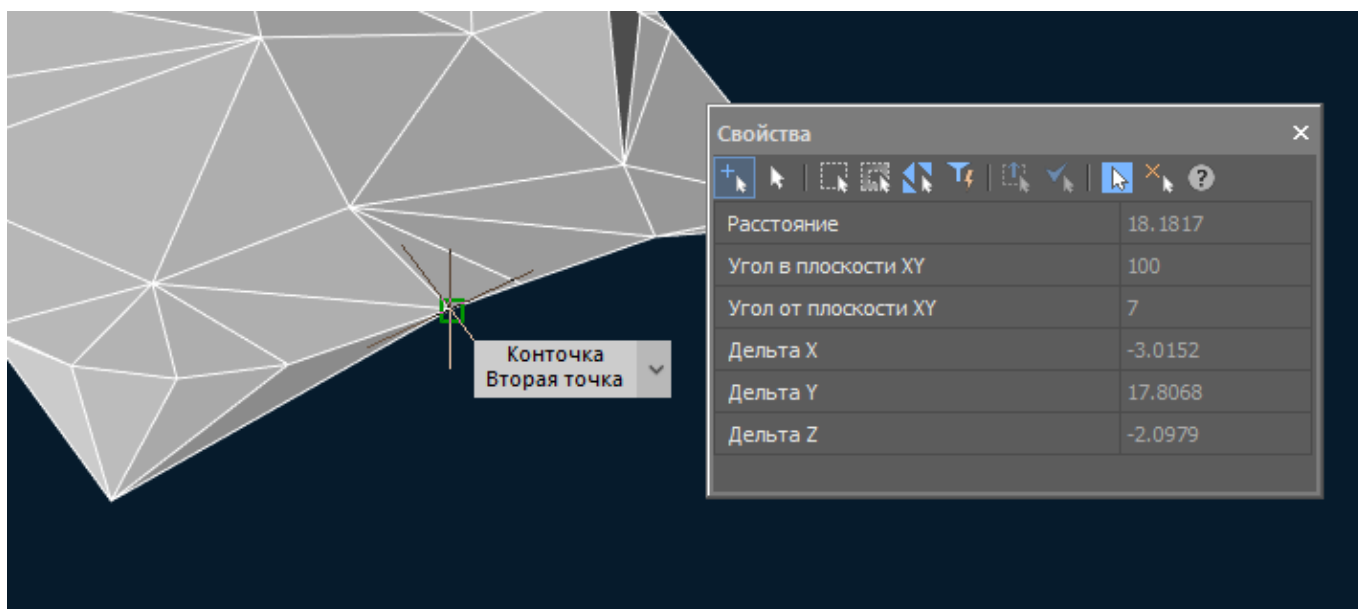 Свойства
Расстояние 18.1817
Угол в плоскости XY 100
Угол от плоскости XY 7
Дельта X -3.0152
Дельта Y 17.8068
Дельта Z -2.0979
Конточка
Вторая точка